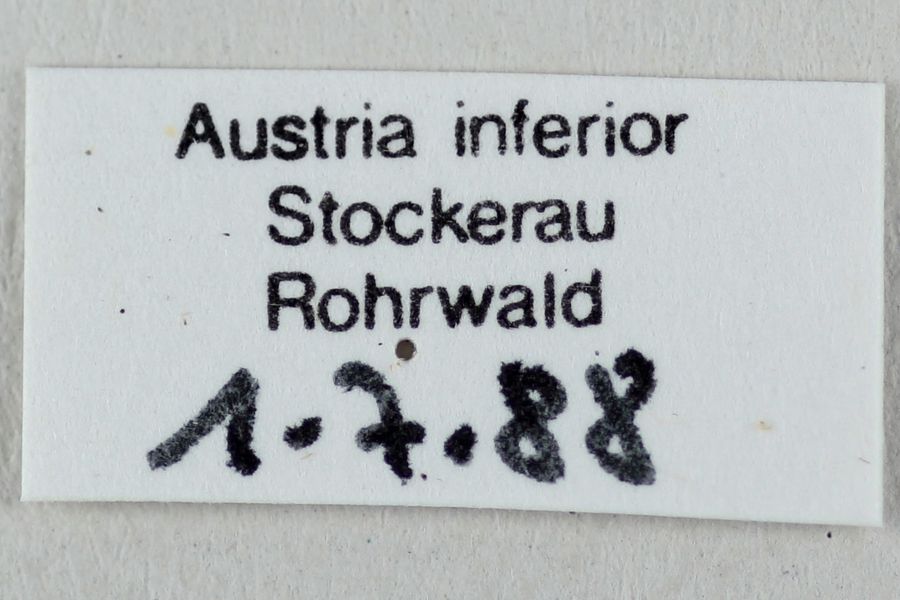 Austria inferior
Stockerau
Rohrwald
1.7.88